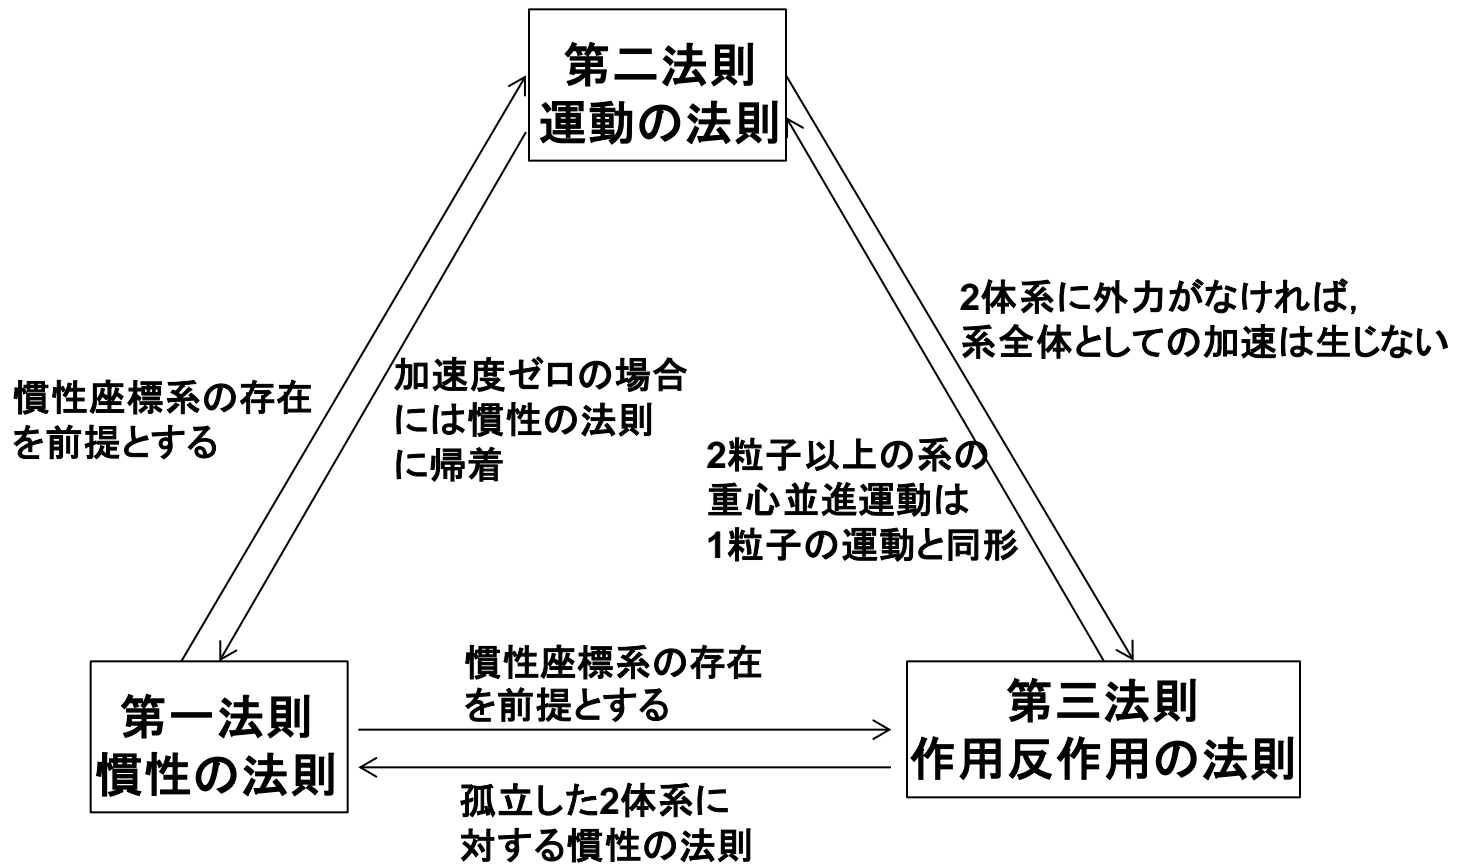 第二法則
運動の法則
2体系に外力がなければ,
系全体としての加速は生じない
加速度ゼロの場合
には慣性の法則
に帰着
慣性座標系の存在
を前提とする
2粒子以上の系の
重心並進運動は
1粒子の運動と同形
慣性座標系の存在
を前提とする
第一法則
慣性の法則
第三法則
作用反作用の法則
孤立した2体系に
対する慣性の法則